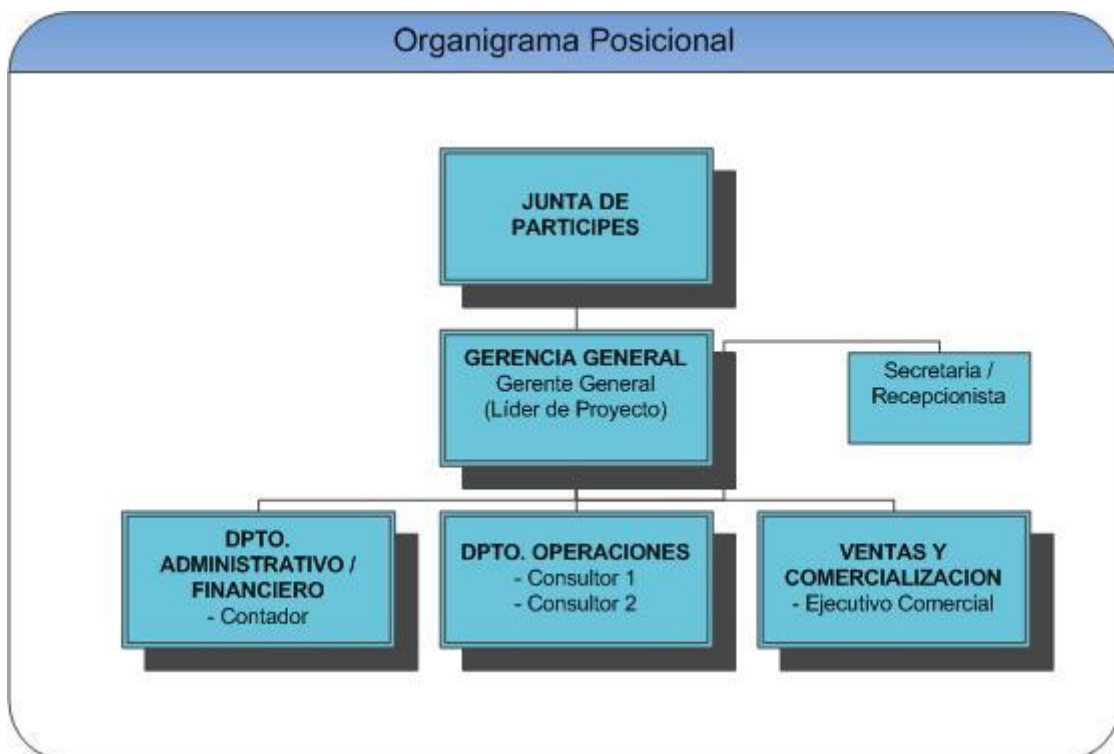 Organigrama Posicional
JUNTA DE
PARTICIPES
GERENCIA GENERAL
Gerente General
(Líder de Proyecto)
Secretaria /
Recepcionista
DPTO.
ADMINISTRATIVO /
FINANCIERO
- Contador
DPTO. OPERACIONES
- Consultor 1
- Consultor 2
VENTAS Y
COMERCIALIZACION
- Ejecutivo Comercial